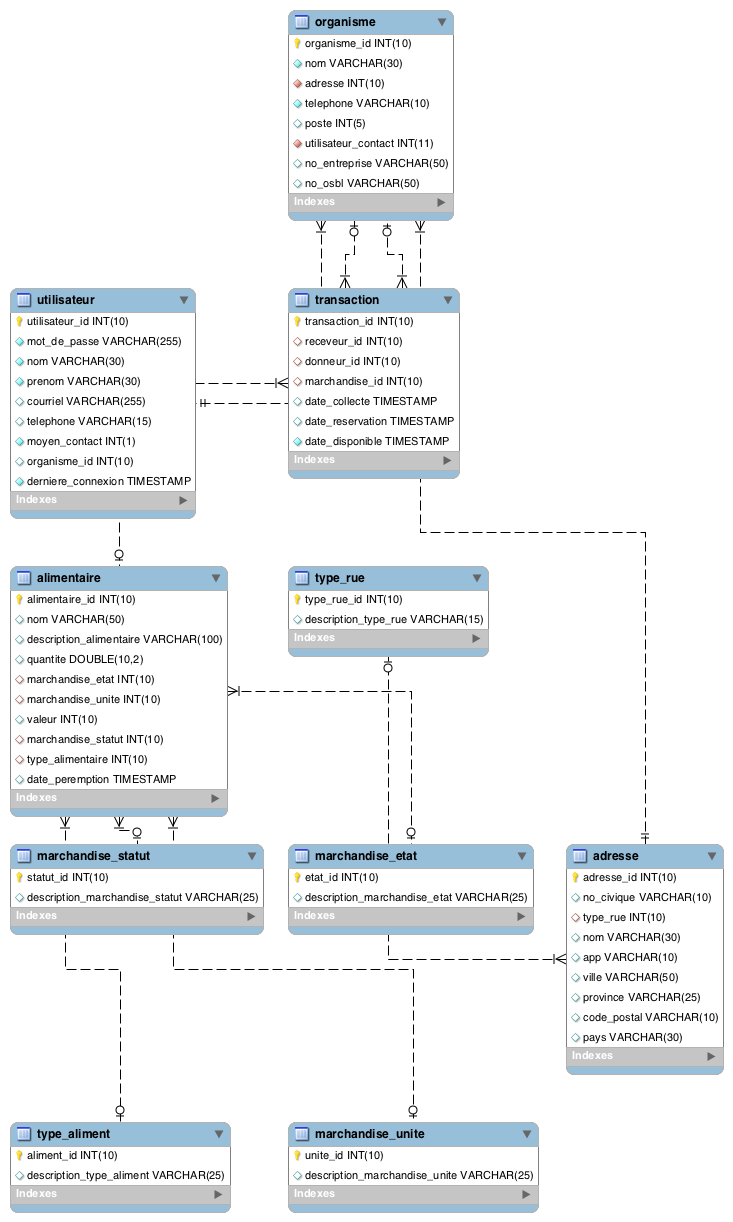 organisme
organisme_id INT(10)
nom VARCHAR(30)
adresse INT(10)
telephone VARCHAR(10)
poste INT(5)
utilisateur_contact INT(11)
no_entreprise VARCHAR(50)
no_osbl VARCHAR(50)
Indexes
utilisateur
utilisateur_id INT(10)
mot_de_passe VARCHAR(255)
nom VARCHAR(30)
prenom VARCHAR(30)
courriel VARCHAR(255)
telephone VARCHAR(15)
moyen_contact INT(1)
organisme_id INT(10)
derniere_connexion TIMESTAMP
Indexes
transaction
transaction_id INT(10)
receveur_id INT(10)
donneur_id INT(10)
marchandise_id INT(10)
date_collecte TIMESTAMP
date_reservation TIMESTAMP
date_disponible TIMESTAMP
Indexes
alimentaire
alimentaire_id INT(10)
nom VARCHAR(50)
description_alimentaire VARCHAR(100)
quantite DOUBLE(10,2)
marchandise_etat INT(10)
marchandise_unite INT(10)
valeur INT(10)
marchandise_statut INT(10)
type_alimentaire INT(10)
date_peremption TIMESTAMP
Indexes
type_rue
type_rue_id INT(10)
description_type_rue VARCHAR(15)
Indexes
marchandise_statut
statut_id INT(10)
description_marchandise_statut VARCHAR(25)
Indexes
marchandise_etat
etat_id INT(10)
description_marchandise_etat VARCHAR(25)
Indexes
adresse
adresse_id INT(10)
no_civique VARCHAR(10)
type_rue INT(10)
nom VARCHAR(30)
app VARCHAR(10)
ville VARCHAR(50)
province VARCHAR(25)
code_postal VARCHAR(10)
pays VARCHAR(30)
Indexes
type_aliment
aliment_id INT(10)
description_type_aliment VARCHAR(25)
Indexes
marchandise_unite
unite_id INT(10)
description_marchandise_unite VARCHAR(25)
Indexes